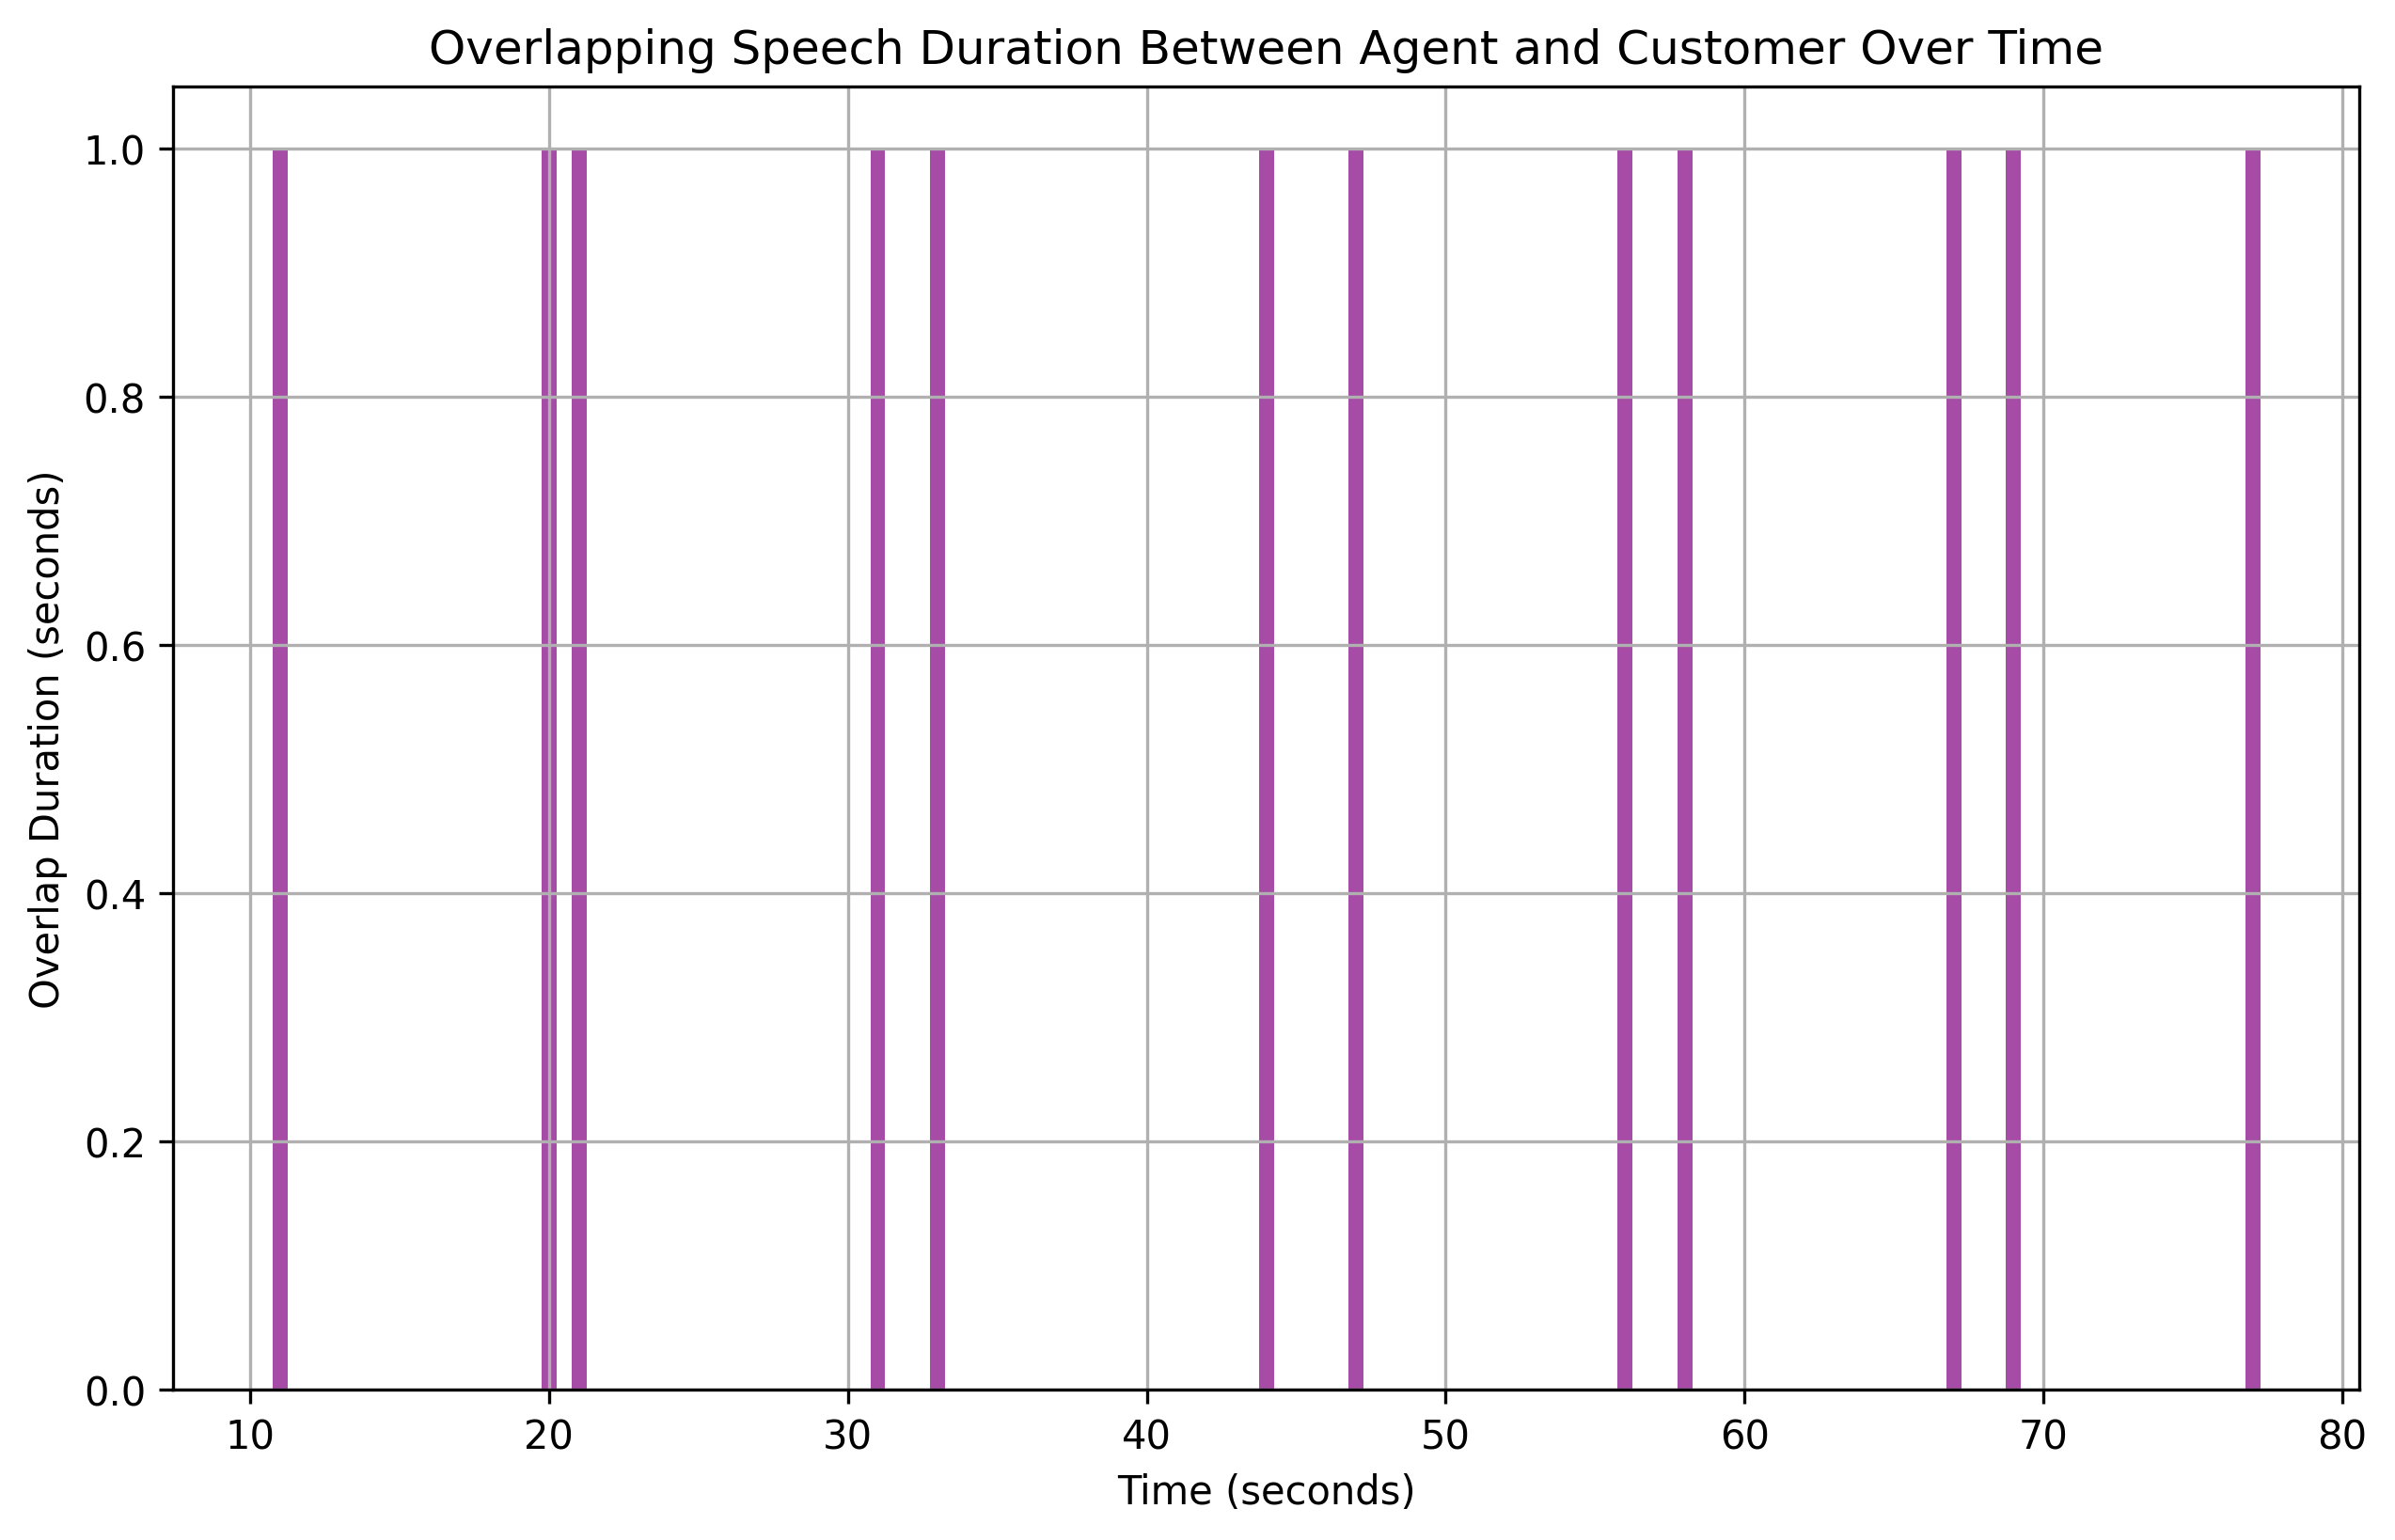 Overlapping Speech Duration Between Agent and Customer Over Time
Overlap Duration (seconds)
1.0
0.8
0.6
0.4
0.2
0.0
10 20 30 40 50 60 70 80
Time (seconds)